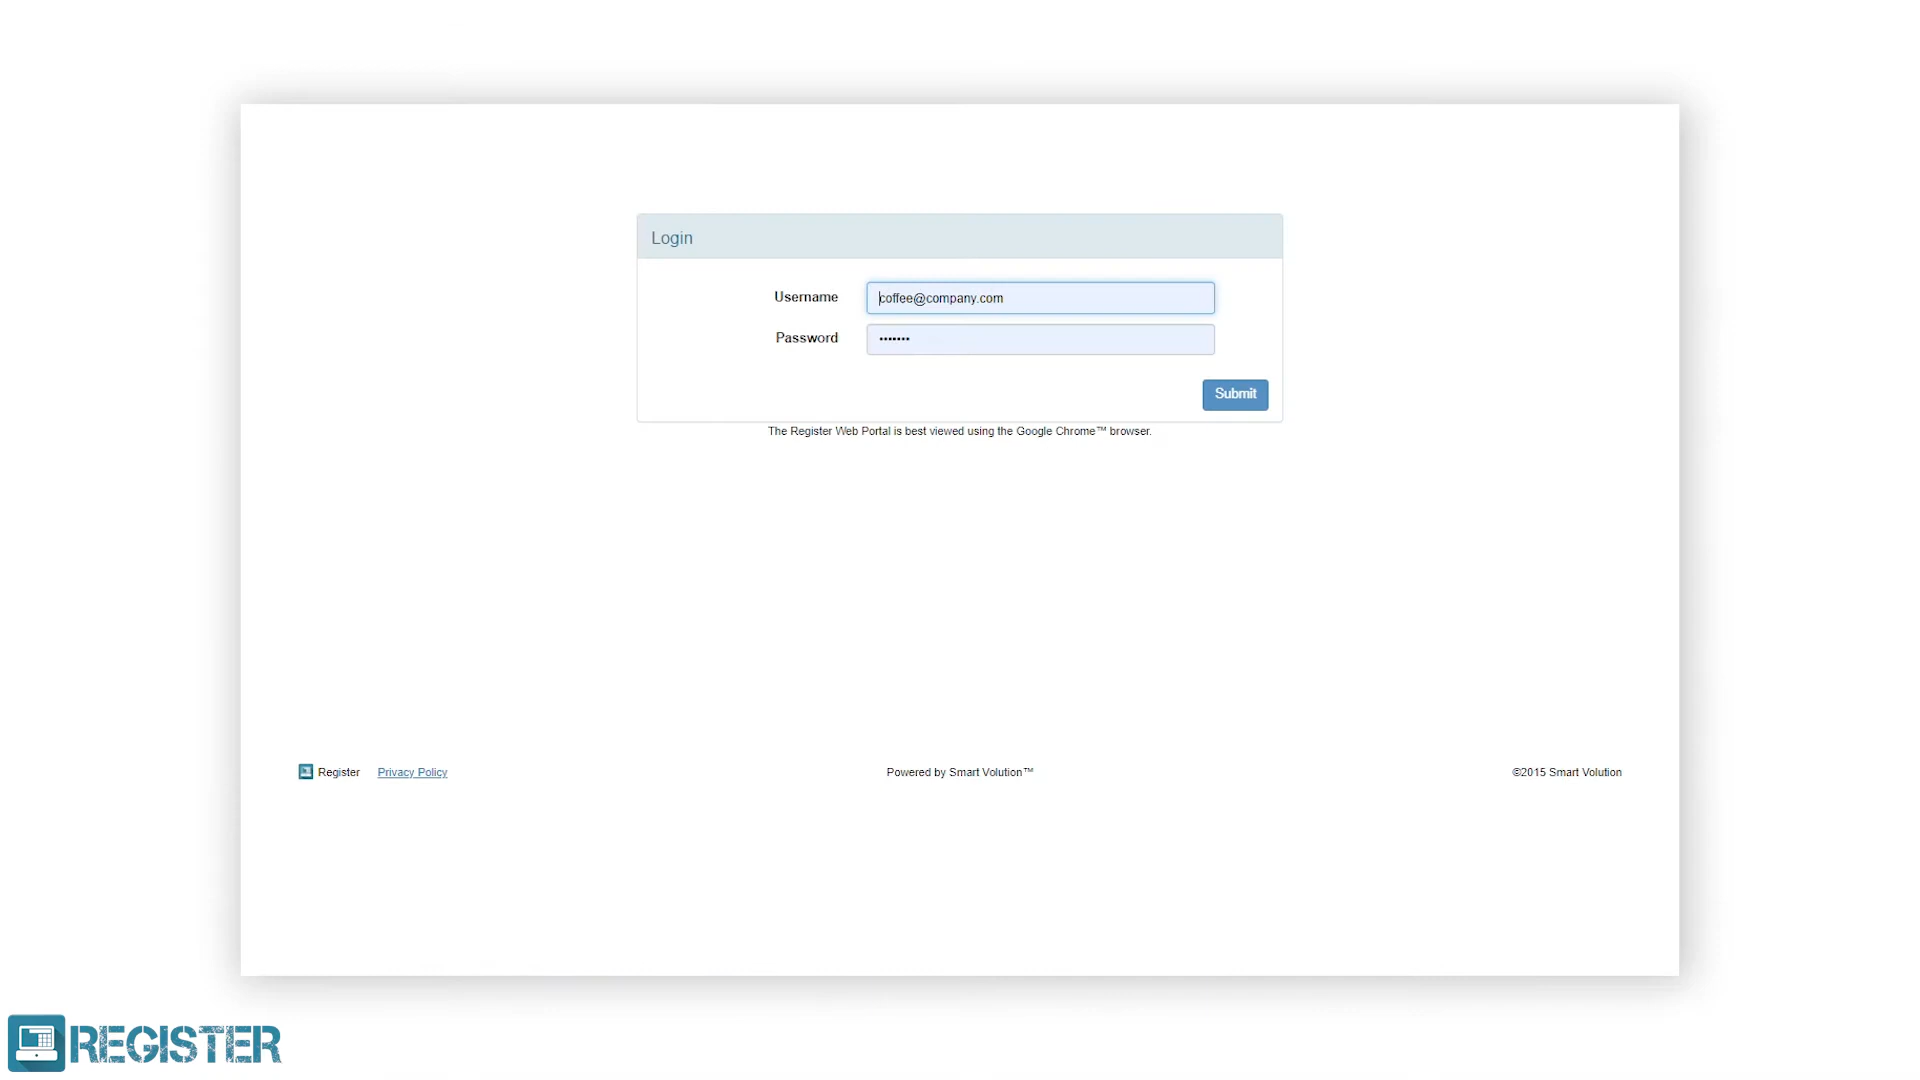 Login
Username
coffee@company.com
Password
•••••••
Submit
The Register Web Portal is best viewed using the Google Chrome™ browser.
Register Privacy Policy Powered by Smart Volution™ ©2015 Smart Volution
REGISTER